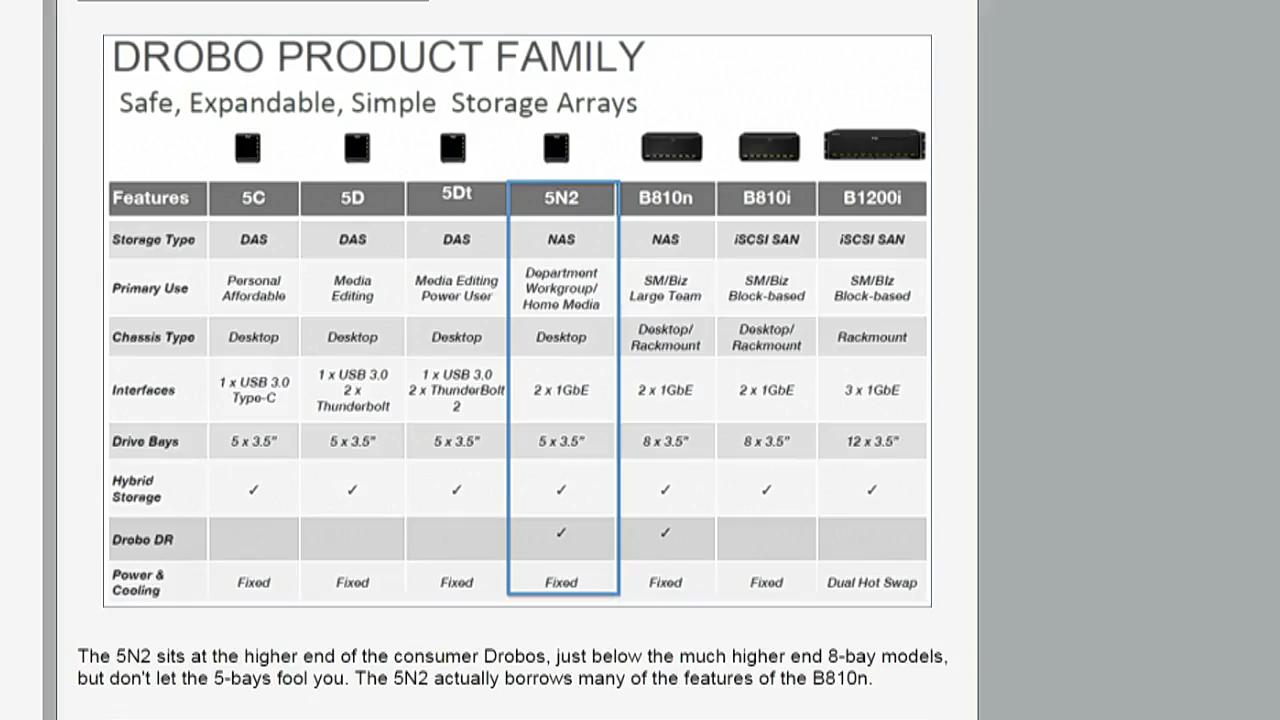 DROBO PRODUCT FAMILY
Safe, Expandable, Simple Storage Arrays
Features 5C 5D 5Dt 5N2 B810n B810i B1200i
Storage Type DAS DAS DAS NAS NAS iSCSI SAN iSCSI SAN
Primary Use Personal Affordable Media Editing Media Editing Power User Department Workgroup/ Home Media SM/Biz Large Team SM/Biz Block-based SM/Biz Block-based
Chassis Type Desktop Desktop Desktop Desktop Desktop/ Rackmount Desktop/ Rackmount Rackmount
Interfaces 1 x USB 3.0 Type-C 1 x USB 3.0 2 x Thunderbolt 1 x USB 3.0 2 x ThunderBolt 2 2 x 1GbE 2 x 1GbE 2 x 1GbE 3 x 1GbE
Drive Bays 5 x 3.5" 5 x 3.5" 5 x 3.5" 5 x 3.5" 8 x 3.5" 8 x 3.5" 12 x 3.5"
Hybrid Storage ✓ ✓ ✓ ✓ ✓ ✓ ✓
Drobo DR ✓ ✓
Power & Cooling Fixed Fixed Fixed Fixed Fixed Fixed Dual Hot Swap
The 5N2 sits at the higher end of the consumer Drobos, just below the much higher end 8-bay models,
but don't let the 5-bays fool you. The 5N2 actually borrows many of the features of the B810n.